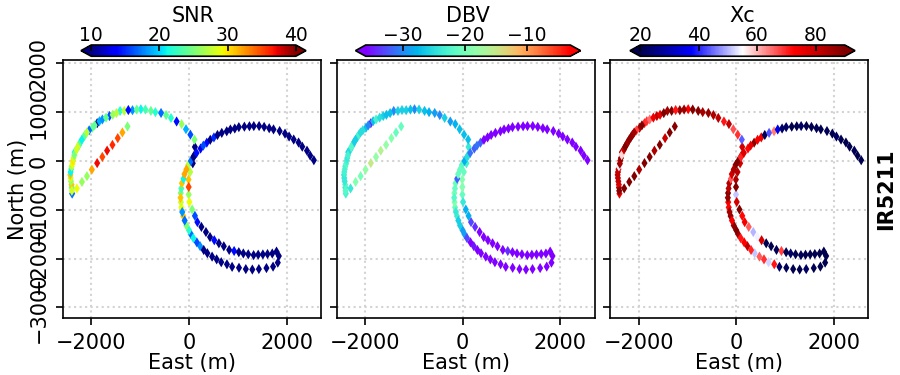 SNR DBV Xc
10 20 30 40 −30 −20 −10 20 40 60 80
North (m)
2000
1000
0
−1000
−2000
−3000
−2000 0 2000 −2000 0 2000 −2000 0 2000
East (m) East (m) East (m)
IR5211